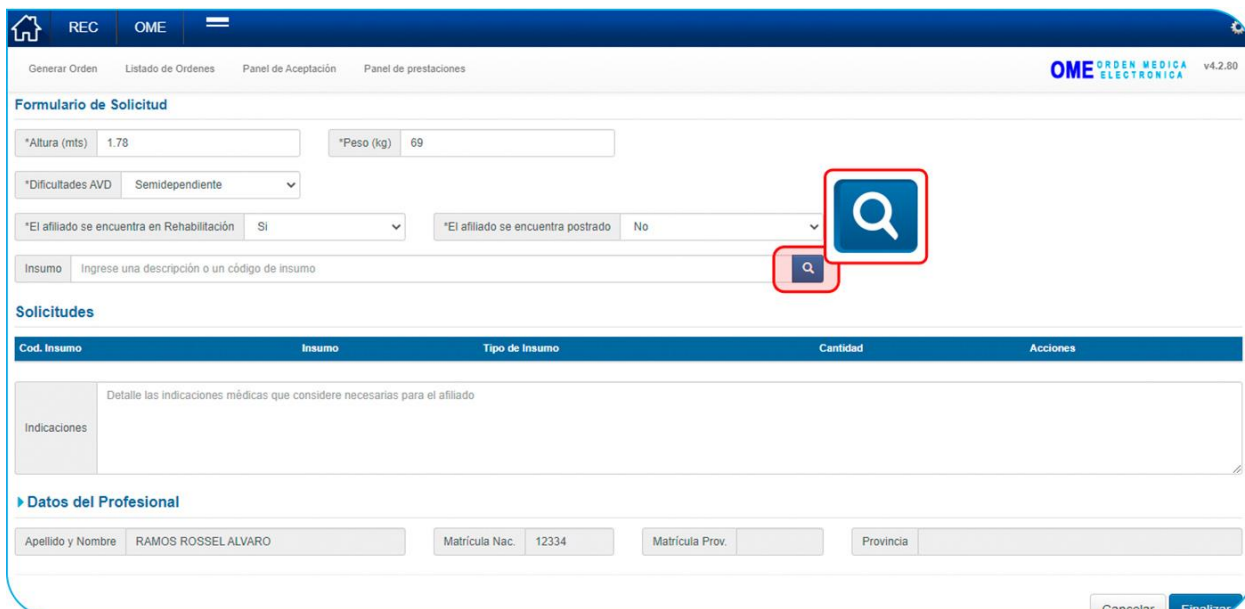 REC OME
Generar Orden Listado de Ordenes Panel de Aceptación Panel de prestaciones OME ORDEN MEDICA ELECTRONICA v4.2.80
Formulario de Solicitud
*Altura (mts) 1.78 *Peso (kg) 69
*Dificultades AVD Semidependiente
*El afiliado se encuentra en Rehabilitación Si *El afiliado se encuentra postrado No
Insumo Ingrese una descripción o un código de insumo
Solicitudes
Cod. Insumo Insumo Tipo de Insumo Cantidad Acciones
Detalle las indicaciones médicas que considere necesarias para el afiliado
Indicaciones
Datos del Profesional
Apellido y Nombre RAMOS ROSSEL ALVARO Matrícula Nac. 12334 Matrícula Prov. Provincia
Cancelar Finalizar